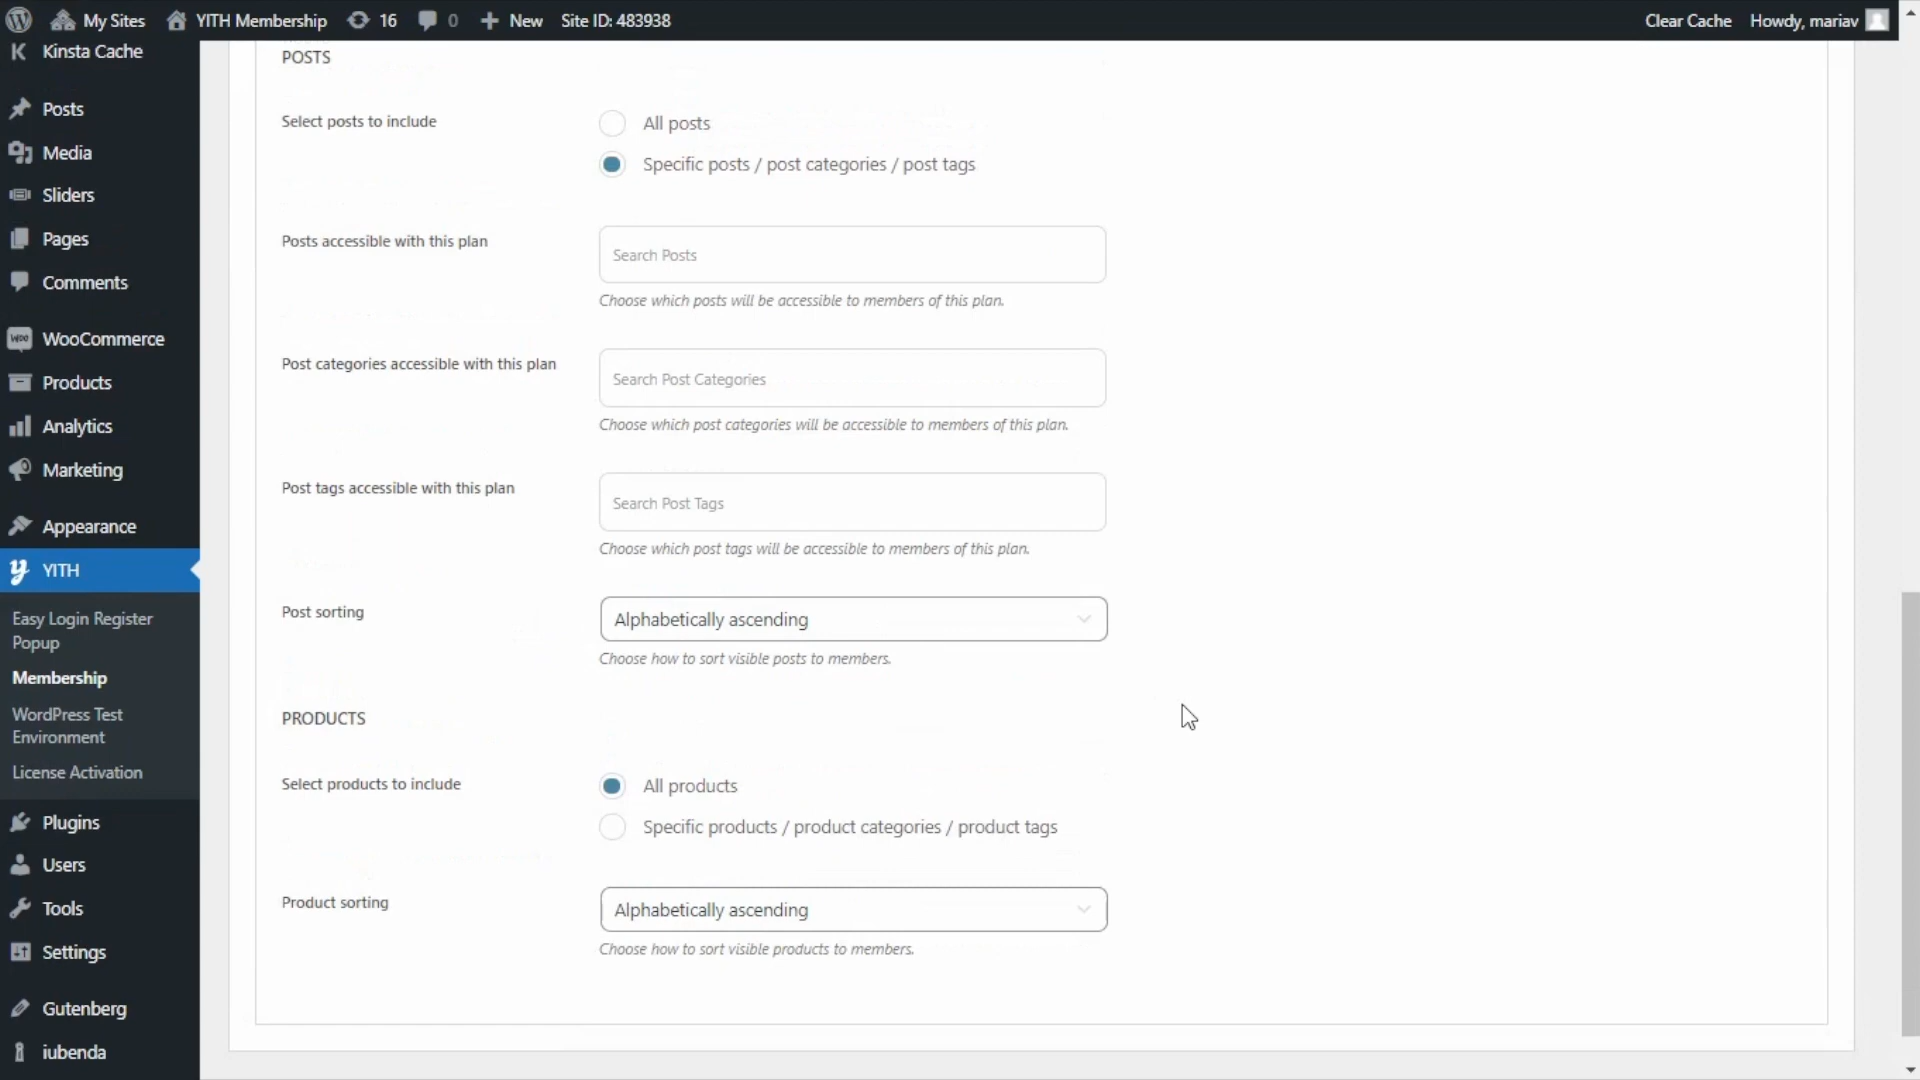 My Sites
YITH Membership
16
0
New
Site ID: 483938
Clear Cache
Howdy, mariav
Kinsta Cache
Posts
Media
Sliders
Pages
Comments
WooCommerce
Products
Analytics
Marketing
Appearance
YITH
Easy Login Register
Popup
Membership
WordPress Test
Environment
License Activation
Plugins
Users
Tools
Settings
Gutenberg
iubenda
POSTS
Select posts to include
All posts
Specific posts / post categories / post tags
Posts accessible with this plan
Search Posts
Choose which posts will be accessible to members of this plan.
Post categories accessible with this plan
Search Post Categories
Choose which post categories will be accessible to members of this plan.
Post tags accessible with this plan
Search Post Tags
Choose which post tags will be accessible to members of this plan.
Post sorting
Alphabetically ascending
Choose how to sort visible posts to members.
PRODUCTS
Select products to include
All products
Specific products / product categories / product tags
Product sorting
Alphabetically ascending
Choose how to sort visible products to members.